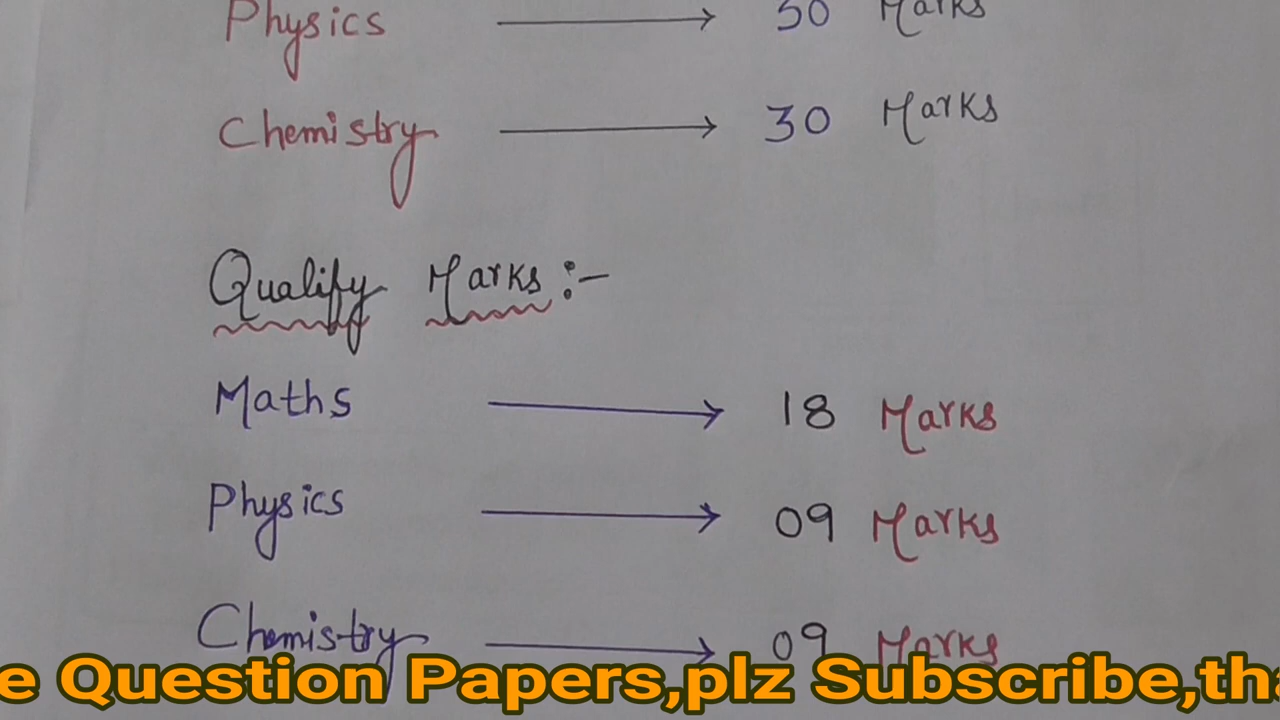 Physics → 30 Marks
Chemistry → 30 Marks
Qualify Marks :-
Maths → 18 Marks
Physics → 09 Marks
Chemistry → 09 Marks
e Question Papers,plz Subscribe,tha